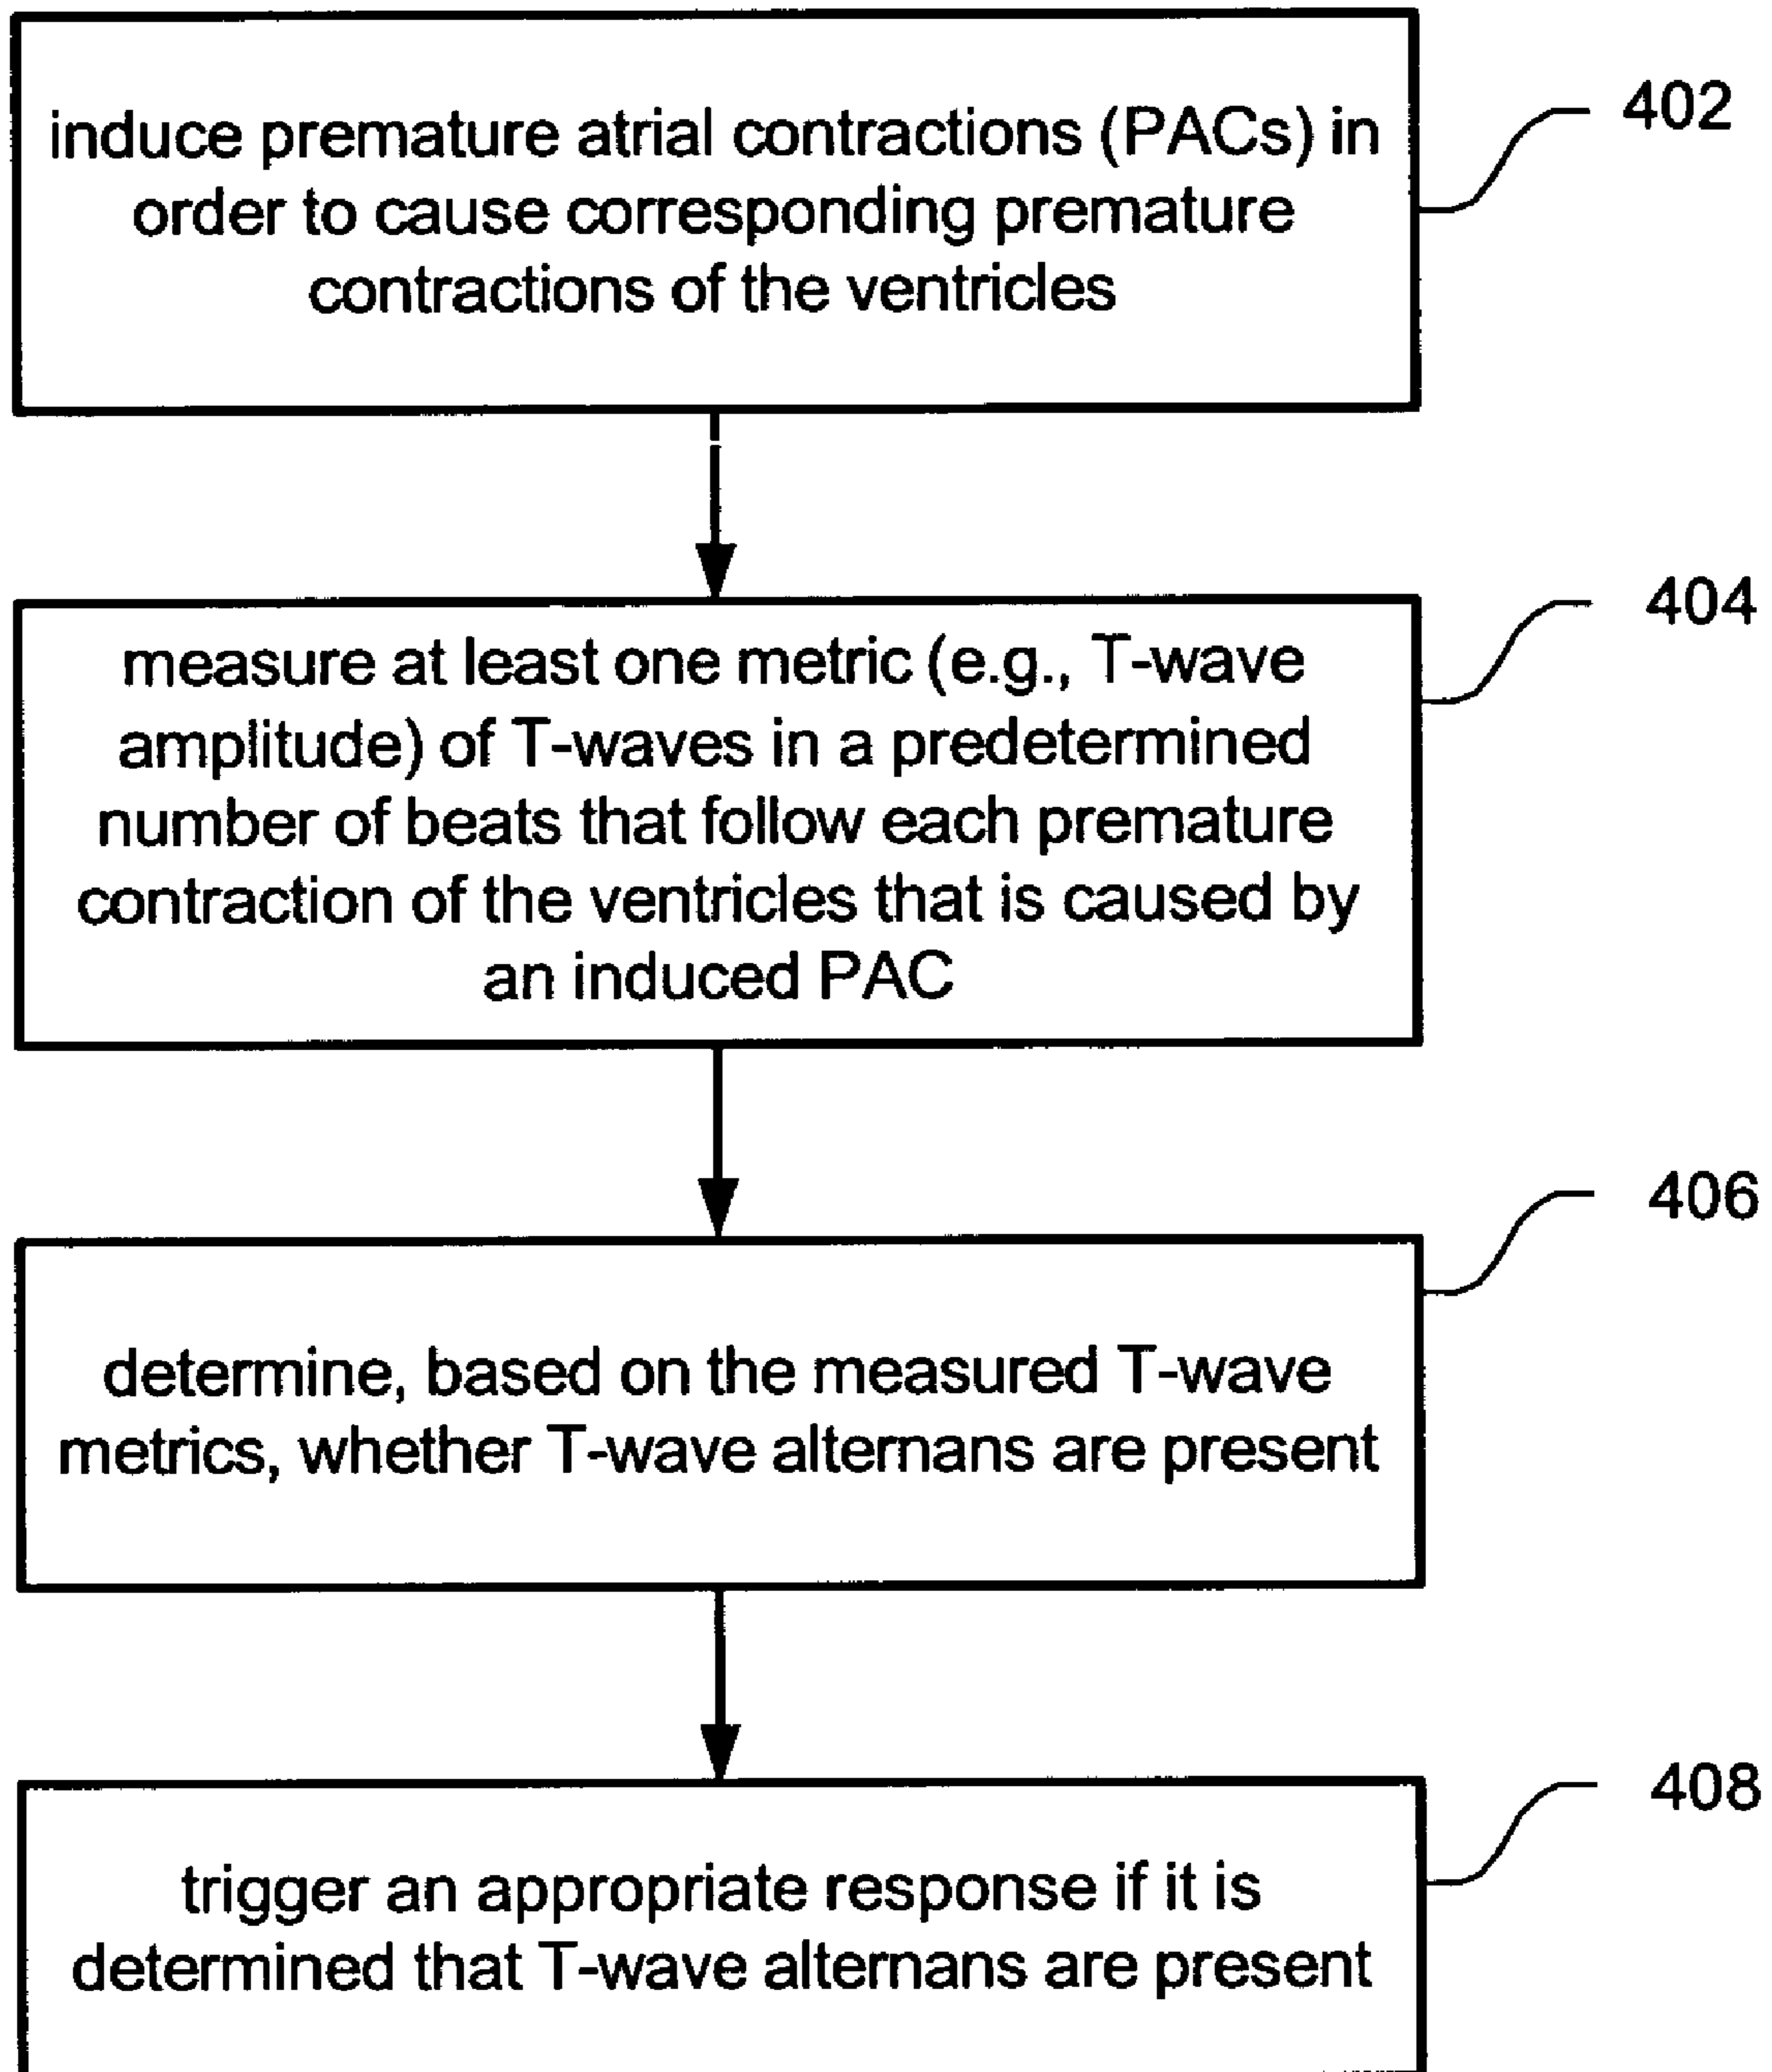 induce premature atrial contractions (PACs) in
order to cause corresponding premature
contractions of the ventricles
402
measure at least one metric (e.g., T-wave
amplitude) of T-waves in a predetermined
number of beats that follow each premature
contraction of the ventricles that is caused by
an induced PAC
404
determine, based on the measured T-wave
metrics, whether T-wave alternans are present
406
trigger an appropriate response if it is
determined that T-wave alternans are present
408